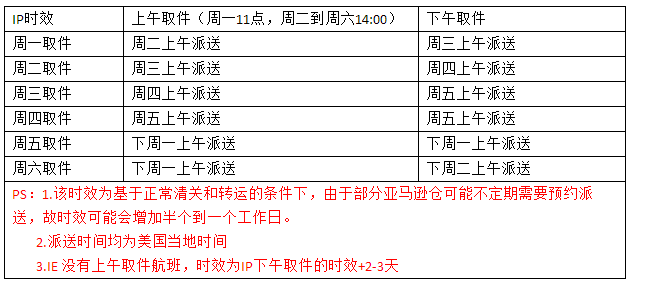 IP时效 上午取件（周一11点，周二到周六14:00） 下午取件
周一取件 周二上午派送 周三上午派送
周二取件 周三上午派送 周四上午派送
周三取件 周四上午派送 周五上午派送
周四取件 周五上午派送 周五上午派送
周五取件 下周一上午派送 下周一上午派送
周六取件 下周一上午派送 下周二上午派送
PS：1.该时效为基于正常清关和转运的条件下，由于部分亚马逊仓可能不定期需要预约派
送，故时效可能会增加半个到一个工作日。
2.派送时间均为美国当地时间
3.IE 没有上午取件航班，时效为IP下午取件的时效+2-3天